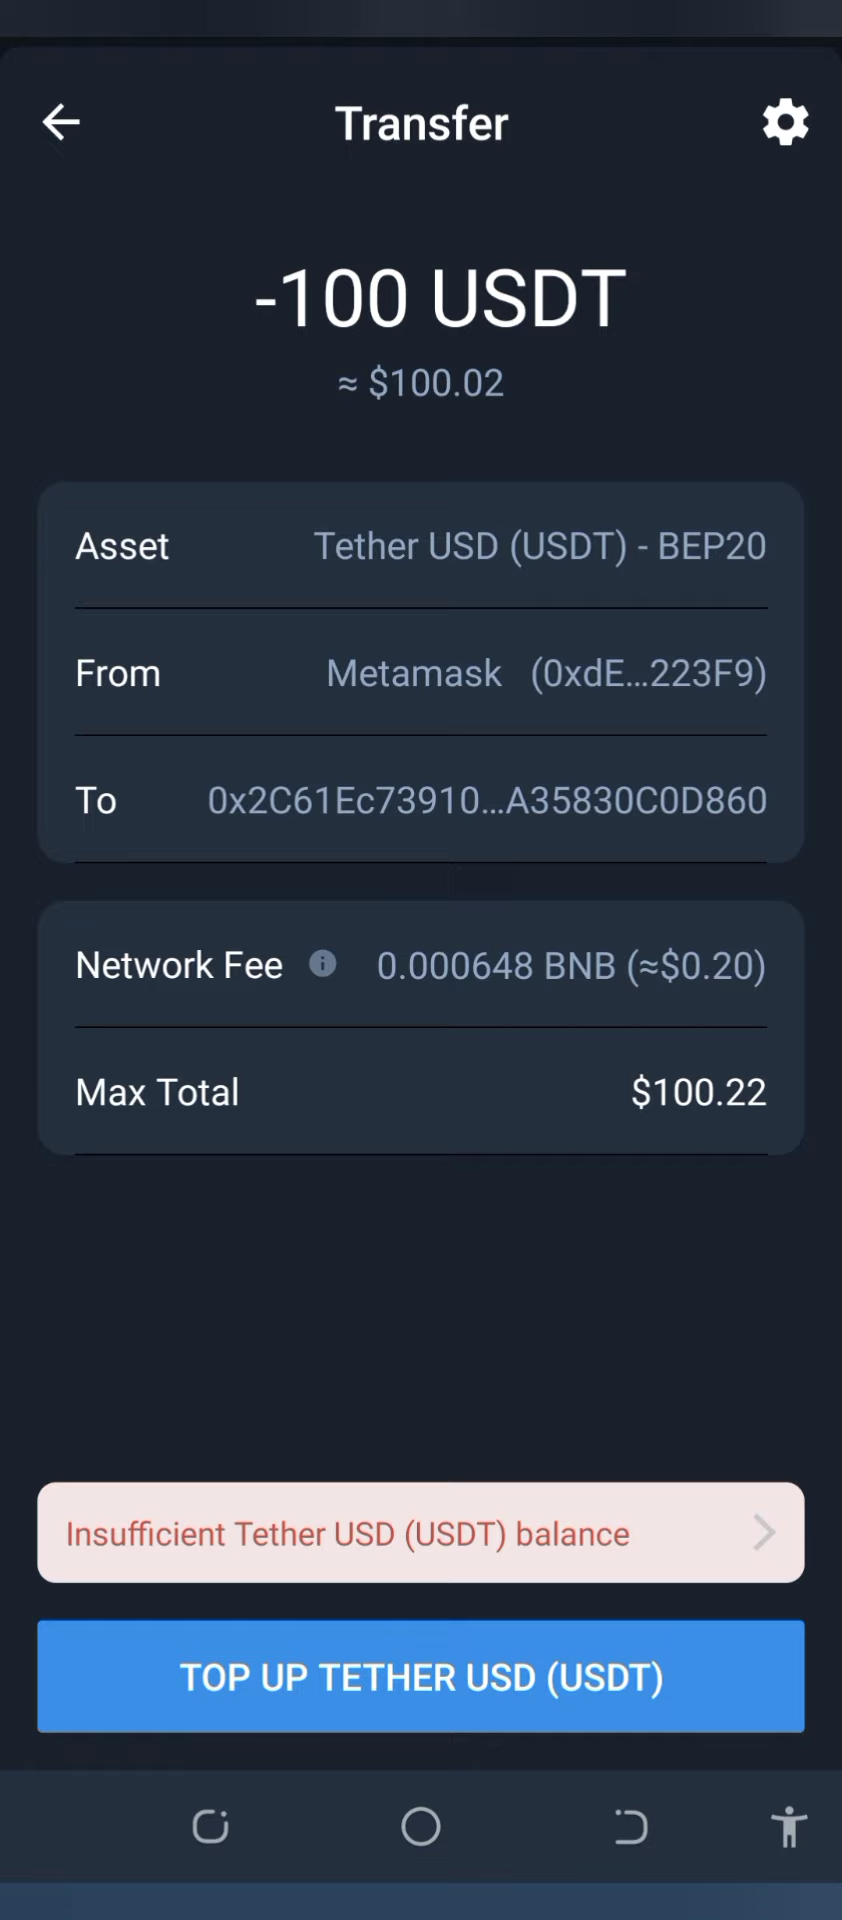 Transfer
-100 USDT
≈ $100.02
Asset Tether USD (USDT) - BEP20
From Metamask (0xdE...223F9)
To 0x2C61Ec73910...A35830C0D860
Network Fee 0.000648 BNB (≈$0.20)
Max Total $100.22
Insufficient Tether USD (USDT) balance
TOP UP TETHER USD (USDT)